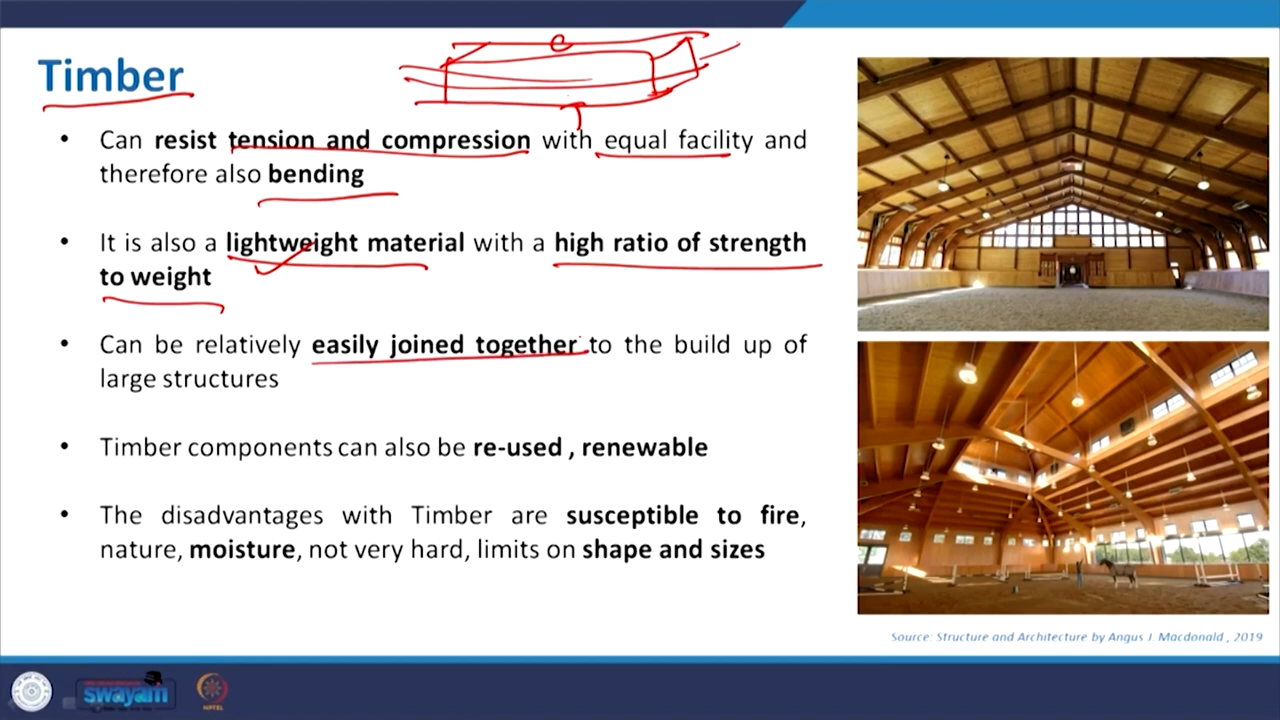 Timber
C
T
• Can resist tension and compression with equal facility and
therefore also bending
• It is also a lightweight material with a high ratio of strength
to weight
• Can be relatively easily joined together to the build up of
large structures
• Timber components can also be re-used , renewable
• The disadvantages with Timber are susceptible to fire,
nature, moisture, not very hard, limits on shape and sizes
Source: Structure and Architecture by Angus J. Macdonald , 2019
swayam
NPTEL